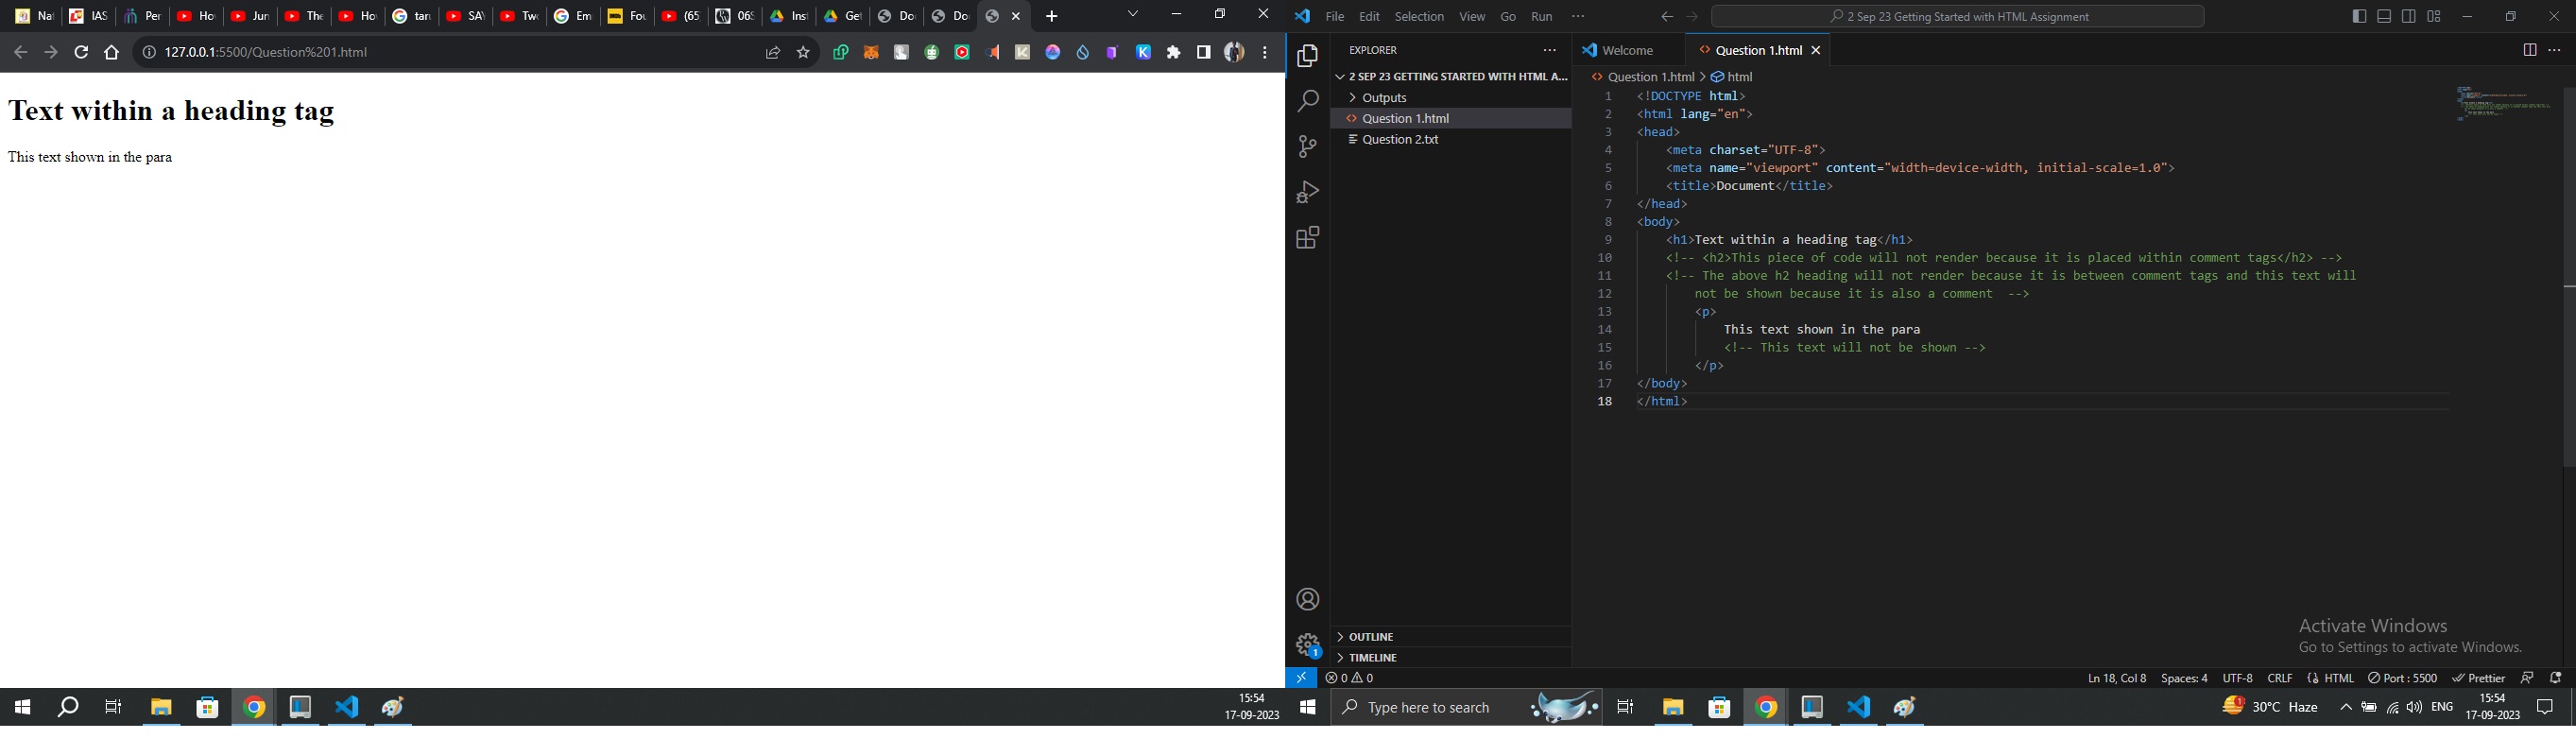 Nat
IAS
Per
Ho
Jur
The
Ho
tari
SA
Two
Em
Fou
(65
06S
Inst
Get
Do
Do
127.0.0.1:5500/Question%201.html
Text within a heading tag
This text shown in the para
15:54
17-09-2023
File Edit Selection View Go Run ···
2 Sep 23 Getting Started with HTML Assignment
EXPLORER ···
2 SEP 23 GETTING STARTED WITH HTML A...
Outputs
Question 1.html
Question 2.txt
OUTLINE
TIMELINE
Welcome
Question 1.html
Question 1.html > html
1 <!DOCTYPE html>
2 <html lang="en">
3 <head>
4 <meta charset="UTF-8">
5 <meta name="viewport" content="width=device-width, initial-scale=1.0">
6 <title>Document</title>
7 </head>
8 <body>
9 <h1>Text within a heading tag</h1>
10 <!-- <h2>This piece of code will not render because it is placed within comment tags</h2> -->
11 <!-- The above h2 heading will not render because it is between comment tags and this text will
12 not be shown because it is also a comment -->
13 <p>
14 This text shown in the para
15 <!-- This text will not be shown -->
16 </p>
17 </body>
18 </html>
Activate Windows
Go to Settings to activate Windows.
1
0 0
Ln 18, Col 8 Spaces: 4 UTF-8 CRLF HTML Port : 5500 Prettier
Type here to search
30°C Haze
ENG
15:54
17-09-2023